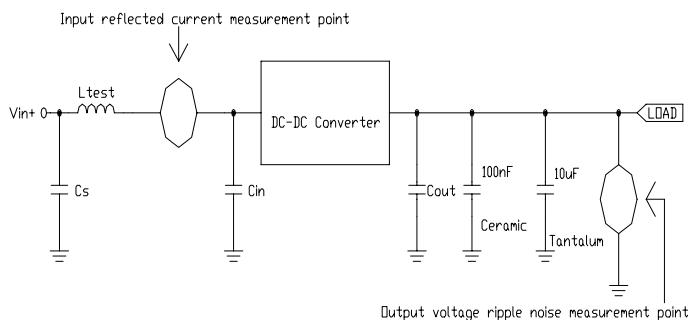 Input reflected current measurement point
Ltest
Vin+
DC-DC Converter
LOAD
Cs
Cin
Cout
100nF
Ceramic
10uF
Tantalum
Output voltage ripple noise measurement point